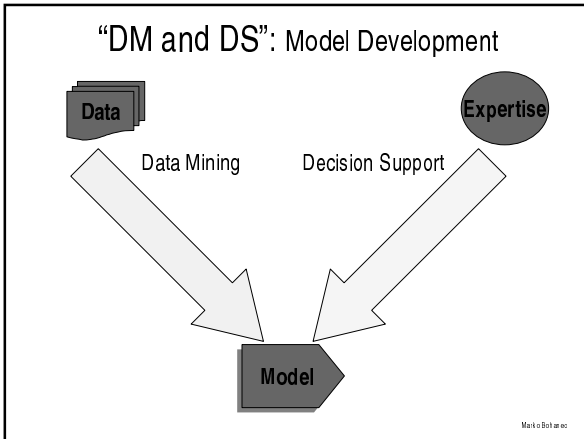 “DM and DS”: Model Development
Data
Expertise
Data Mining
Decision Support
Model
Marko Bohanec